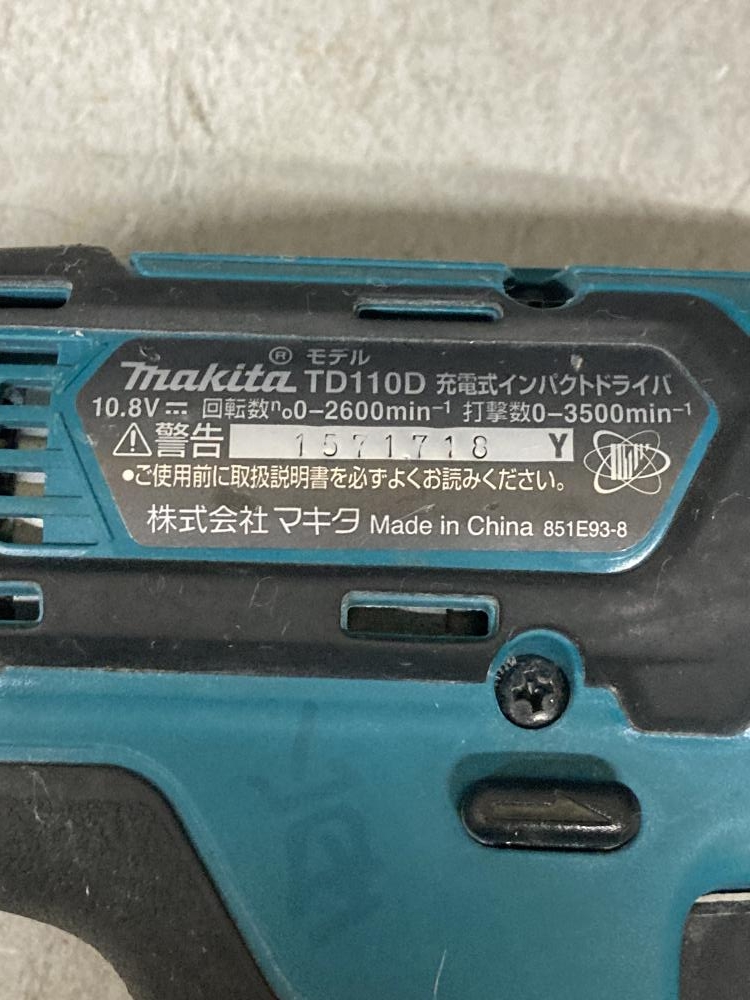 makita® モデル TD110D 充電式インパクトドライバ
10.8V⎓ 回転数n₀0-2600min⁻¹ 打撃数0-3500min⁻¹
⚠警告 1571718 Y
●ご使用前に取扱説明書を必ずよくお読みください。
株式会社 マキタ Made in China 851E93-8